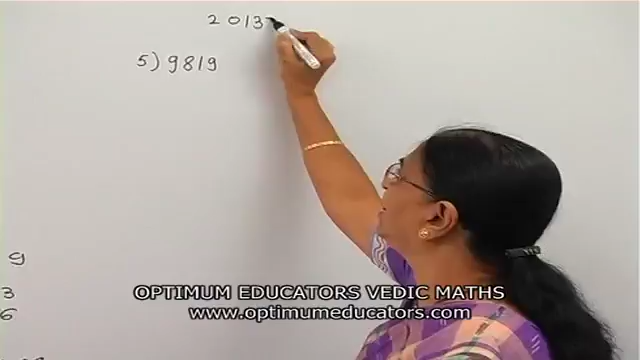 2013
5) 9819
9
3
6
OPTIMUM EDUCATORS VEDIC MATHS
www.optimumeducators.com